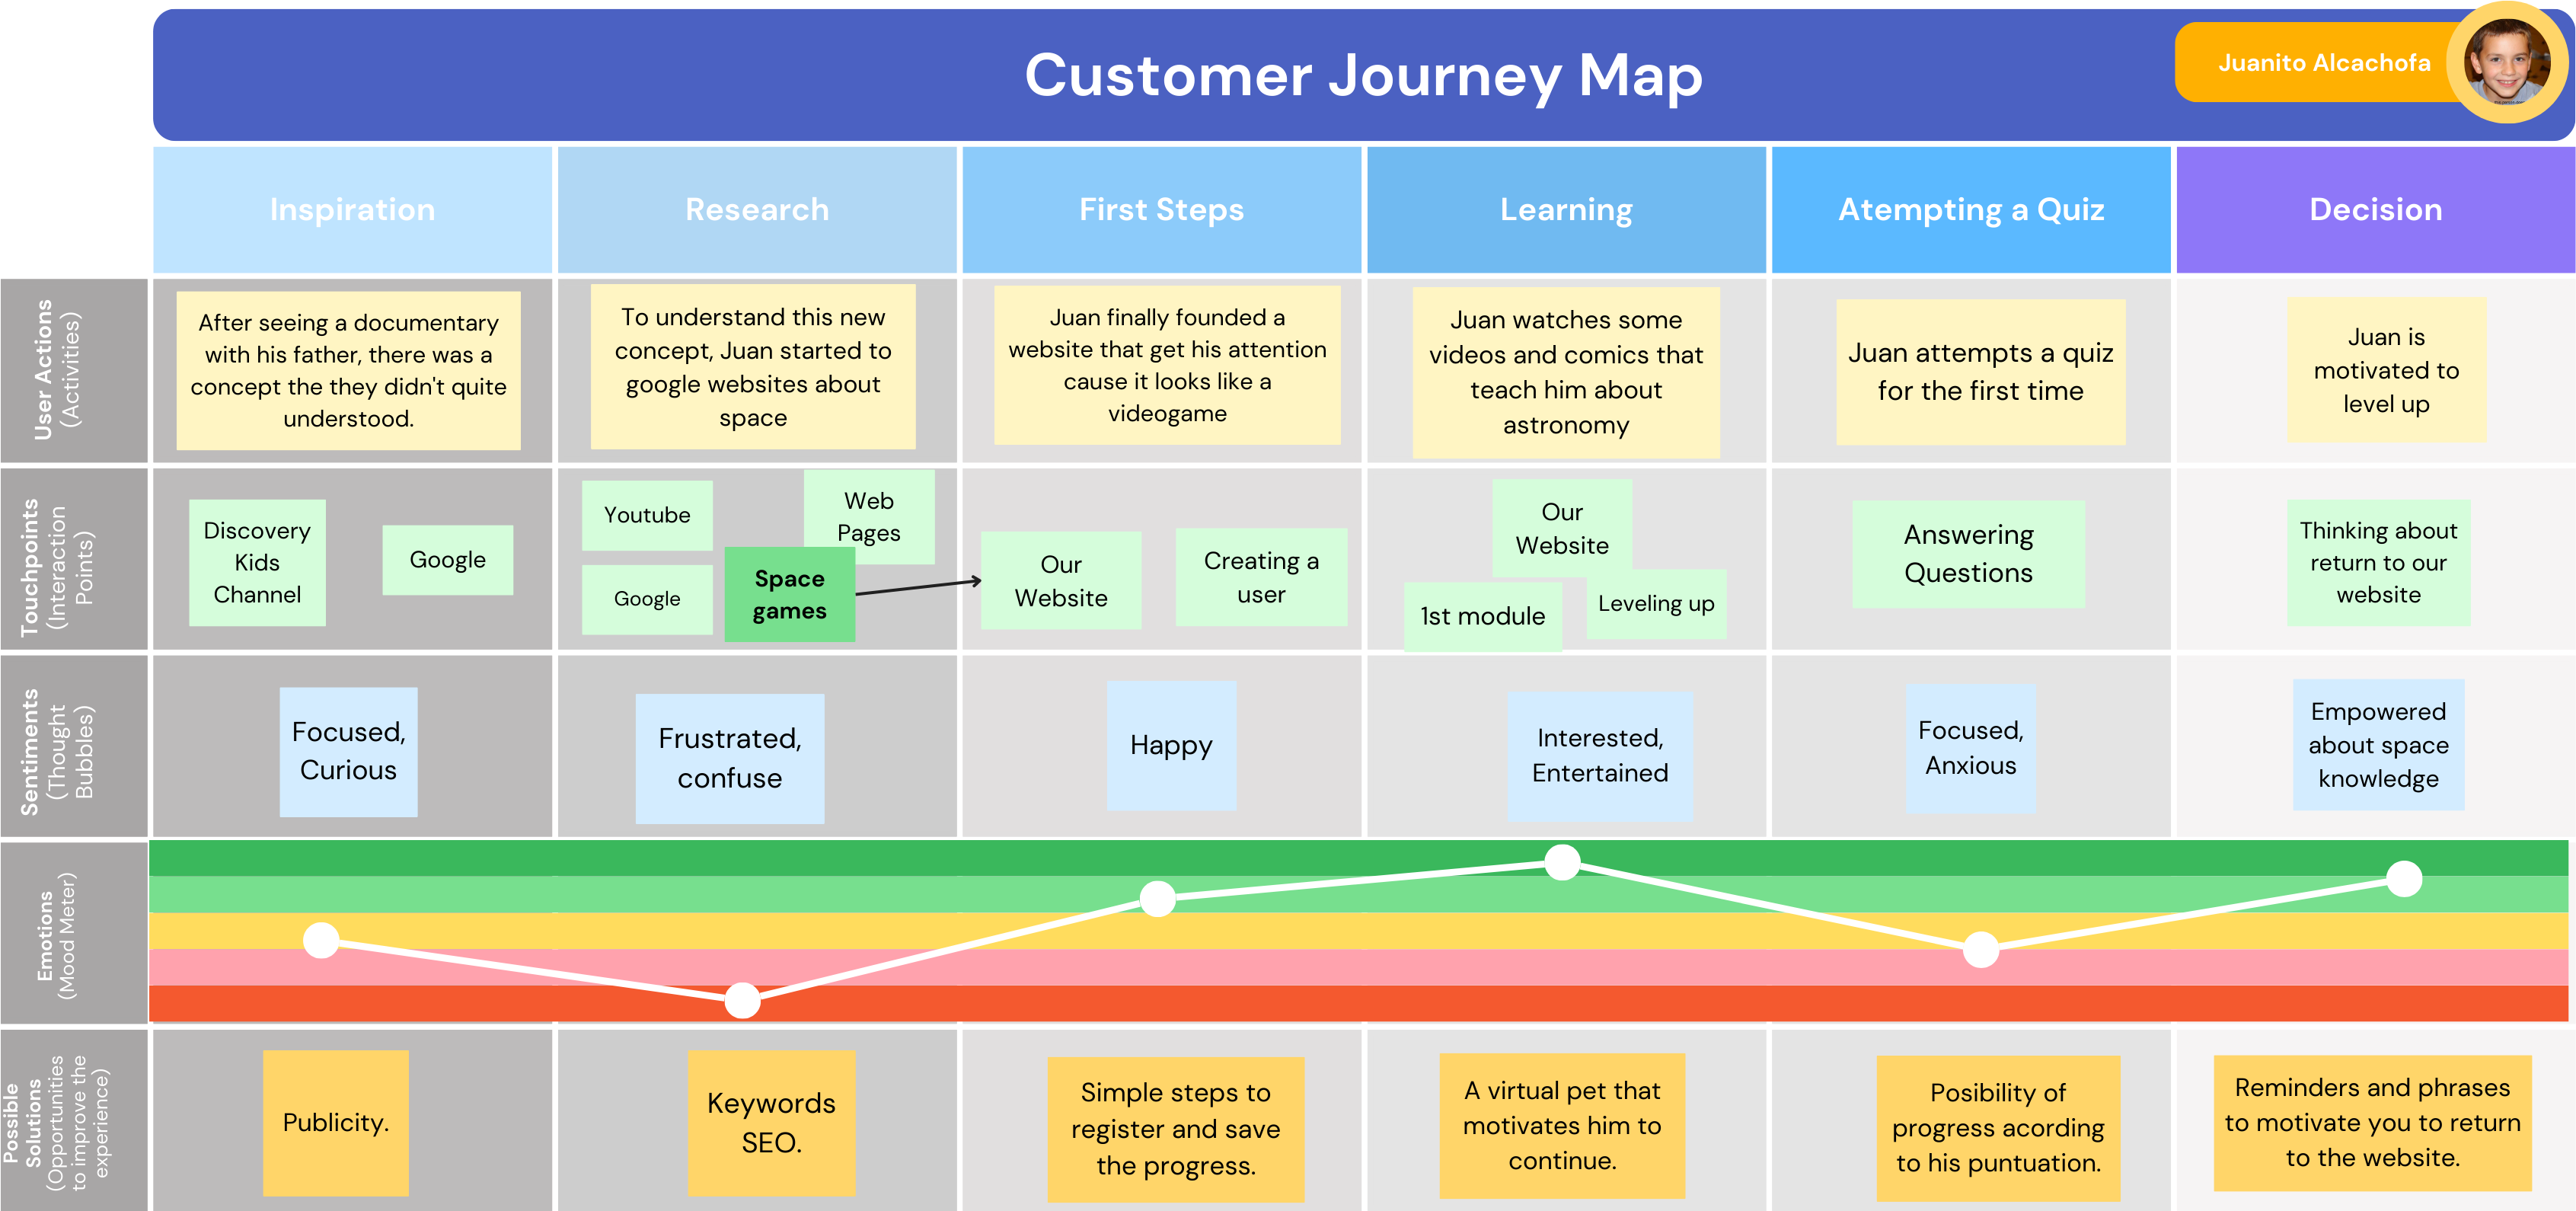 Customer Journey Map
Juanito Alcachofa
Inspiration
Research
First Steps
Learning
Atempting a Quiz
Decision
User Actions
(Activities)
After seeing a documentary
with his father, there was a
concept the they didn't quite
understood.
To understand this new
concept, Juan started to
google websites about
space
Juan finally founded a
website that get his attention
cause it looks like a
videogame
Juan watches some
videos and comics that
teach him about
astronomy
Juan attempts a quiz
for the first time
Juan is
motivated to
level up
Touchpoints
(Interaction
Points)
Discovery
Kids
Channel
Google
Youtube
Web
Pages
Google
Space
games
Our
Website
Creating a
user
Our
Website
1st module
Leveling up
Answering
Questions
Thinking about
return to our
website
Sentiments
(Thought
Bubbles)
Focused,
Curious
Frustrated,
confuse
Happy
Interested,
Entertained
Focused,
Anxious
Empowered
about space
knowledge
Emotions
(Mood Meter)
Possible
Solutions
(Opportunities
to improve the
experience)
Publicity.
Keywords
SEO.
Simple steps to
register and save
the progress.
A virtual pet that
motivates him to
continue.
Posibility of
progress acording
to his puntuation.
Reminders and phrases
to motivate you to return
to the website.